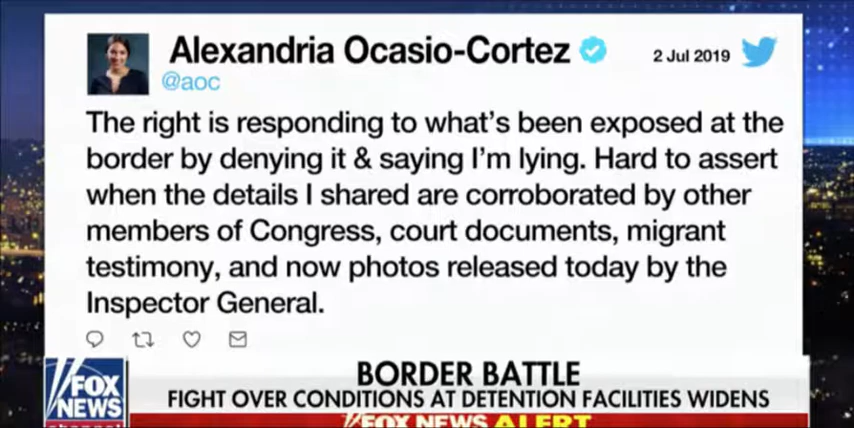 Alexandria Ocasio-Cortez
2 Jul 2019
@aoc
The right is responding to what's been exposed at the
border by denying it & saying I'm lying. Hard to assert
when the details I shared are corroborated by other
members of Congress, court documents, migrant
testimony, and now photos released today by the
Inspector General.
FOX
NEWS
channel
BORDER BATTLE
FIGHT OVER CONDITIONS AT DETENTION FACILITIES WIDENS
FOX NEWS ALERT